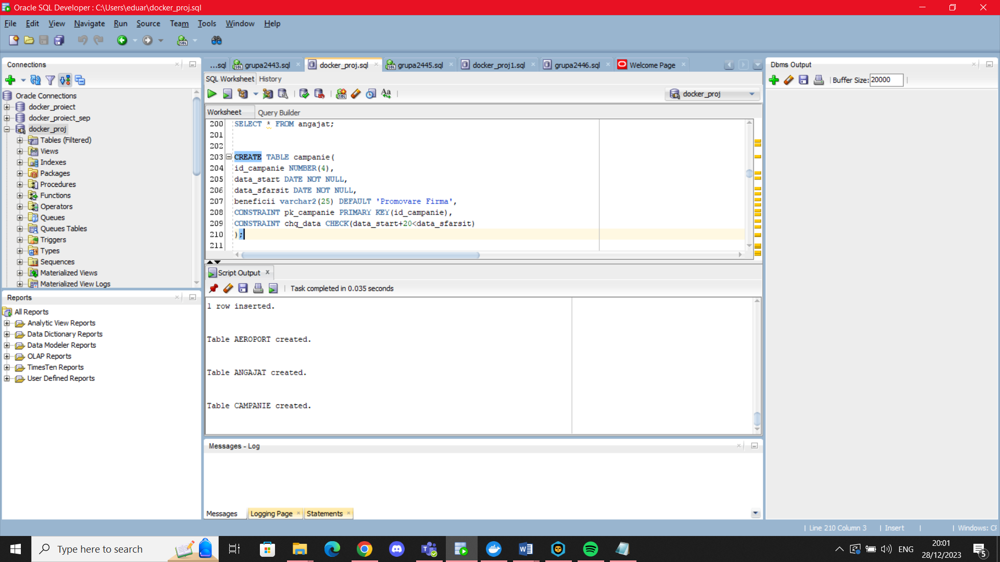 Oracle SQL Developer : C:\Users\eduar\docker_proj.sql
File Edit View Navigate Run Source Team Tools Window Help
SQL
Connections
Oracle Connections
docker_proiect
docker_proiect_sep
docker_proj
Tables (Filtered)
Views
Indexes
Packages
Procedures
Functions
Operators
Queues
Queues Tables
Triggers
Types
Sequences
Materialized Views
Materialized View Logs
Reports
All Reports
Analytic View Reports
Data Dictionary Reports
Data Modeler Reports
OLAP Reports
TimesTen Reports
User Defined Reports
...sql grupa2443.sql docker_proj.sql grupa2445.sql docker_proj1.sql grupa2446.sql Welcome Page
SQL Worksheet History
docker_proj
Worksheet Query Builder
200 SELECT * FROM angajat;
201
202
203 CREATE TABLE campanie(
204 id_campanie NUMBER(4),
205 data_start DATE NOT NULL,
206 data_sfarsit DATE NOT NULL,
207 beneficii varchar2(25) DEFAULT 'Promovare Firma',
208 CONSTRAINT pk_campanie PRIMARY KEY(id_campanie),
209 CONSTRAINT chq_data CHECK(data_start+20<data_sfarsit)
210 );
211
Script Output
Task completed in 0.035 seconds
1 row inserted.
Table AEROPORT created.
Table ANGAJAT created.
Table CAMPANIE created.
Messages - Log
Messages Logging Page Statements
Dbms Output
Buffer Size: 20000
Line 210 Column 3 Insert Windows: CF
Type here to search
ENG
20:01
28/12/2023
5